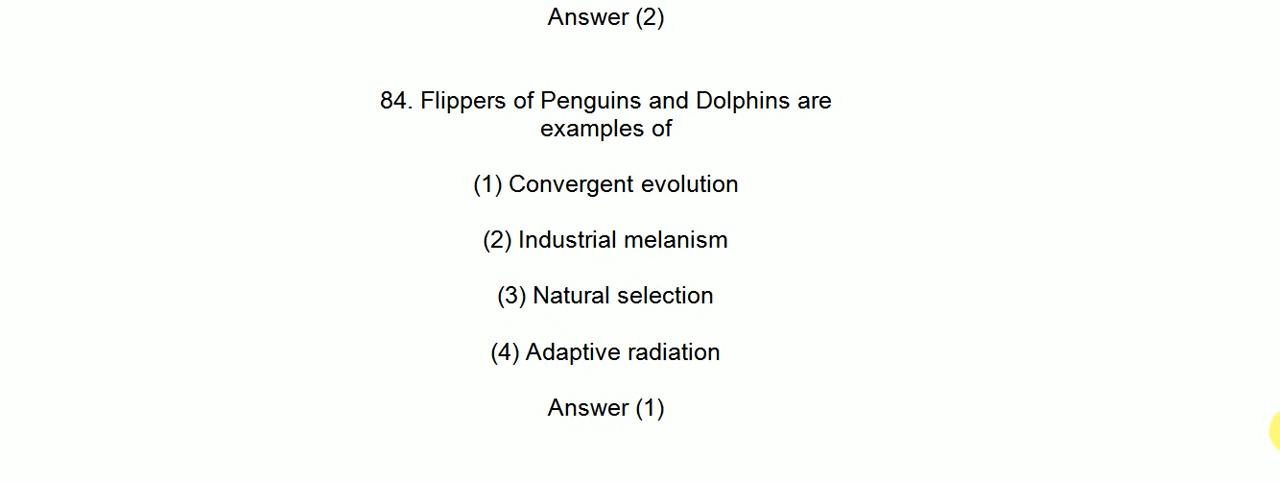 Answer (2)
84. Flippers of Penguins and Dolphins are
examples of
(1) Convergent evolution
(2) Industrial melanism
(3) Natural selection
(4) Adaptive radiation
Answer (1)